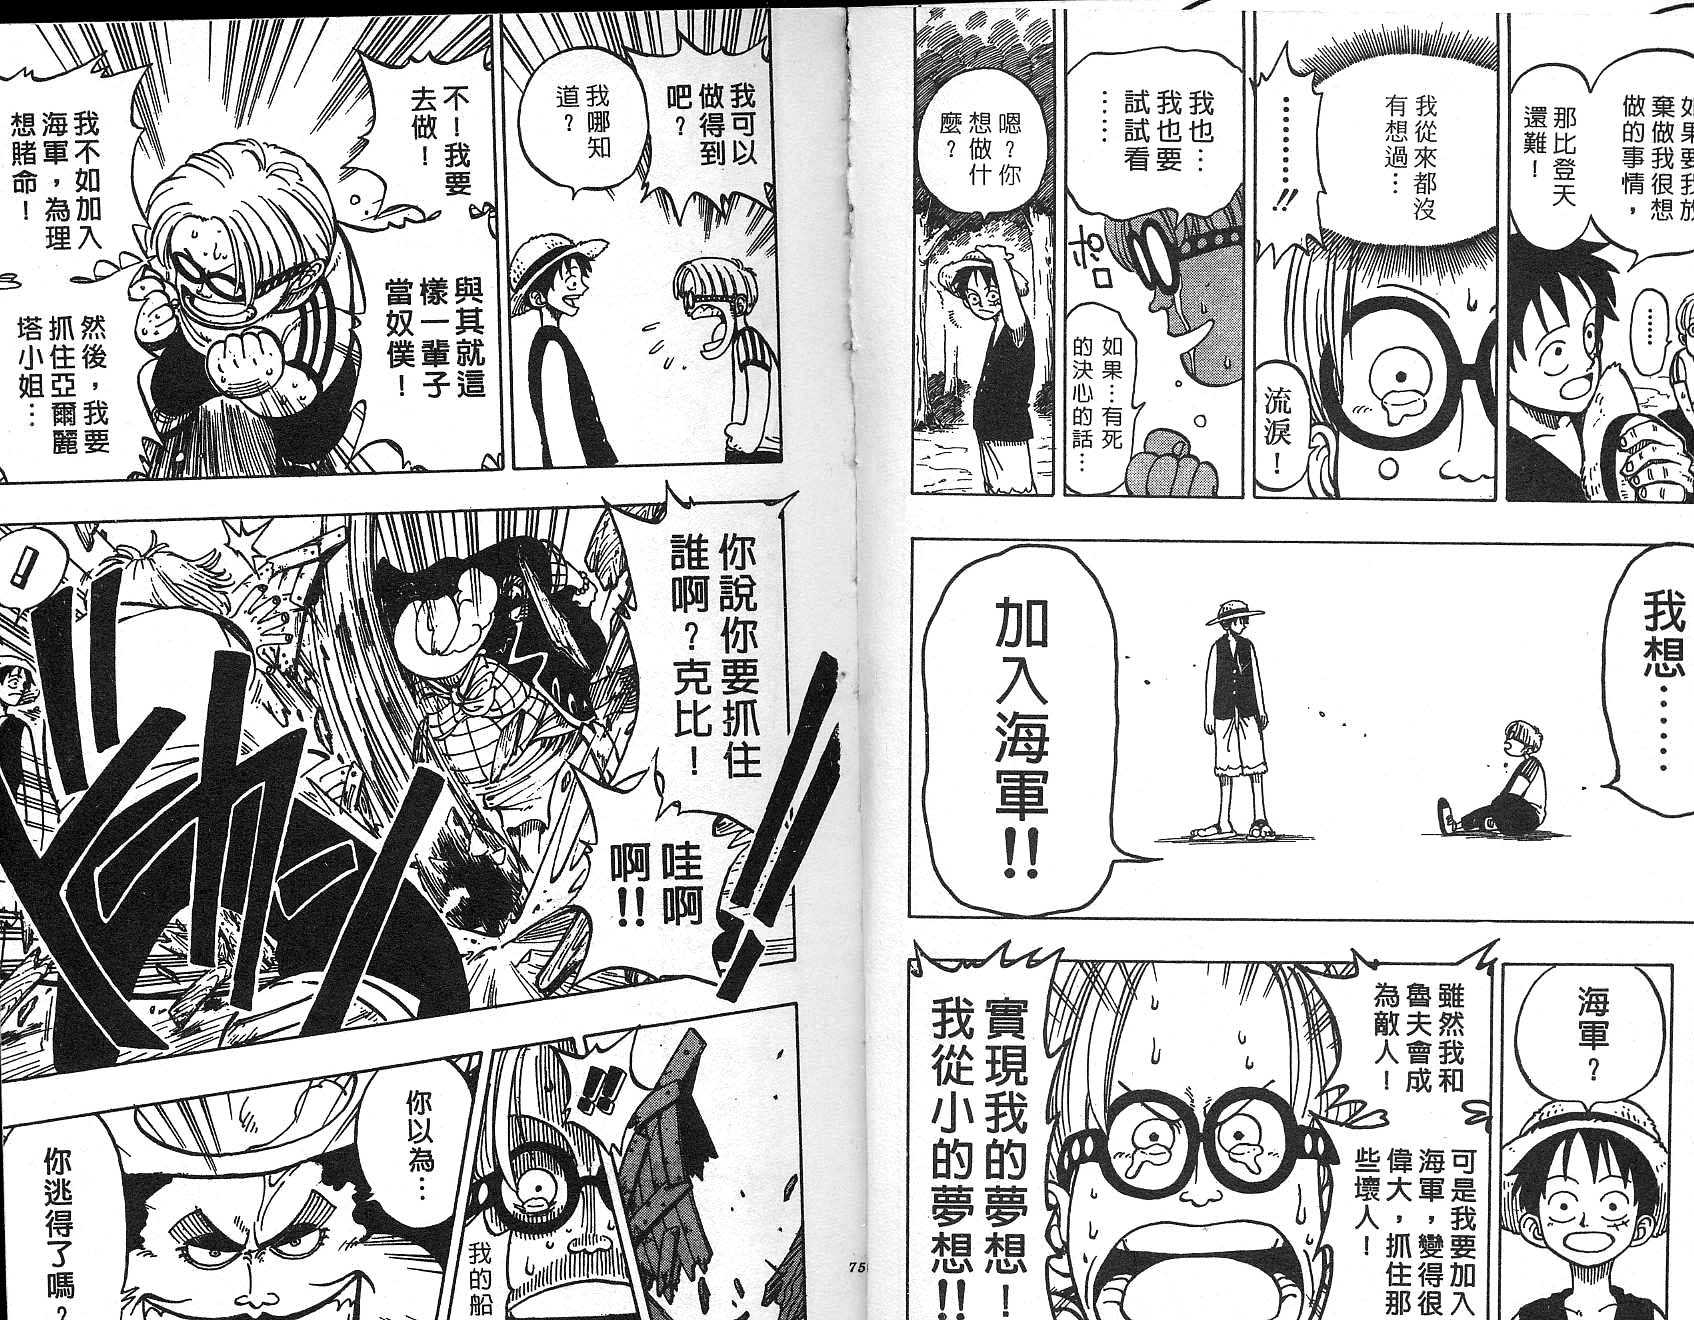 如果要我放
棄做我很想
做的事情，
那比登天
還難！
……
我從來都沒
有想過…
……!!
流淚！
我也…
我也要
試試看
……
如果…有死
的決心的話…
嗯？你
想做什
麼？
我想……
加入海軍!!
海軍？
雖然我和
魯夫會成
為敵人！
可是我要加入
海軍，變得很
偉大，抓住那
些壞人！
實現我的夢想！
我從小的夢想!!
75
我可以
做得到
吧？
我哪知
道？
不！我要
去做！
與其就這
樣一輩子
當奴僕！
我不如加入
海軍，為理
想賭命！
然後，我要
抓住亞爾麗
塔小姐…
你說你要抓住
誰啊？克比！
哇啊
啊!!
!
!!
我的船
你以為…
你逃得了嗎？